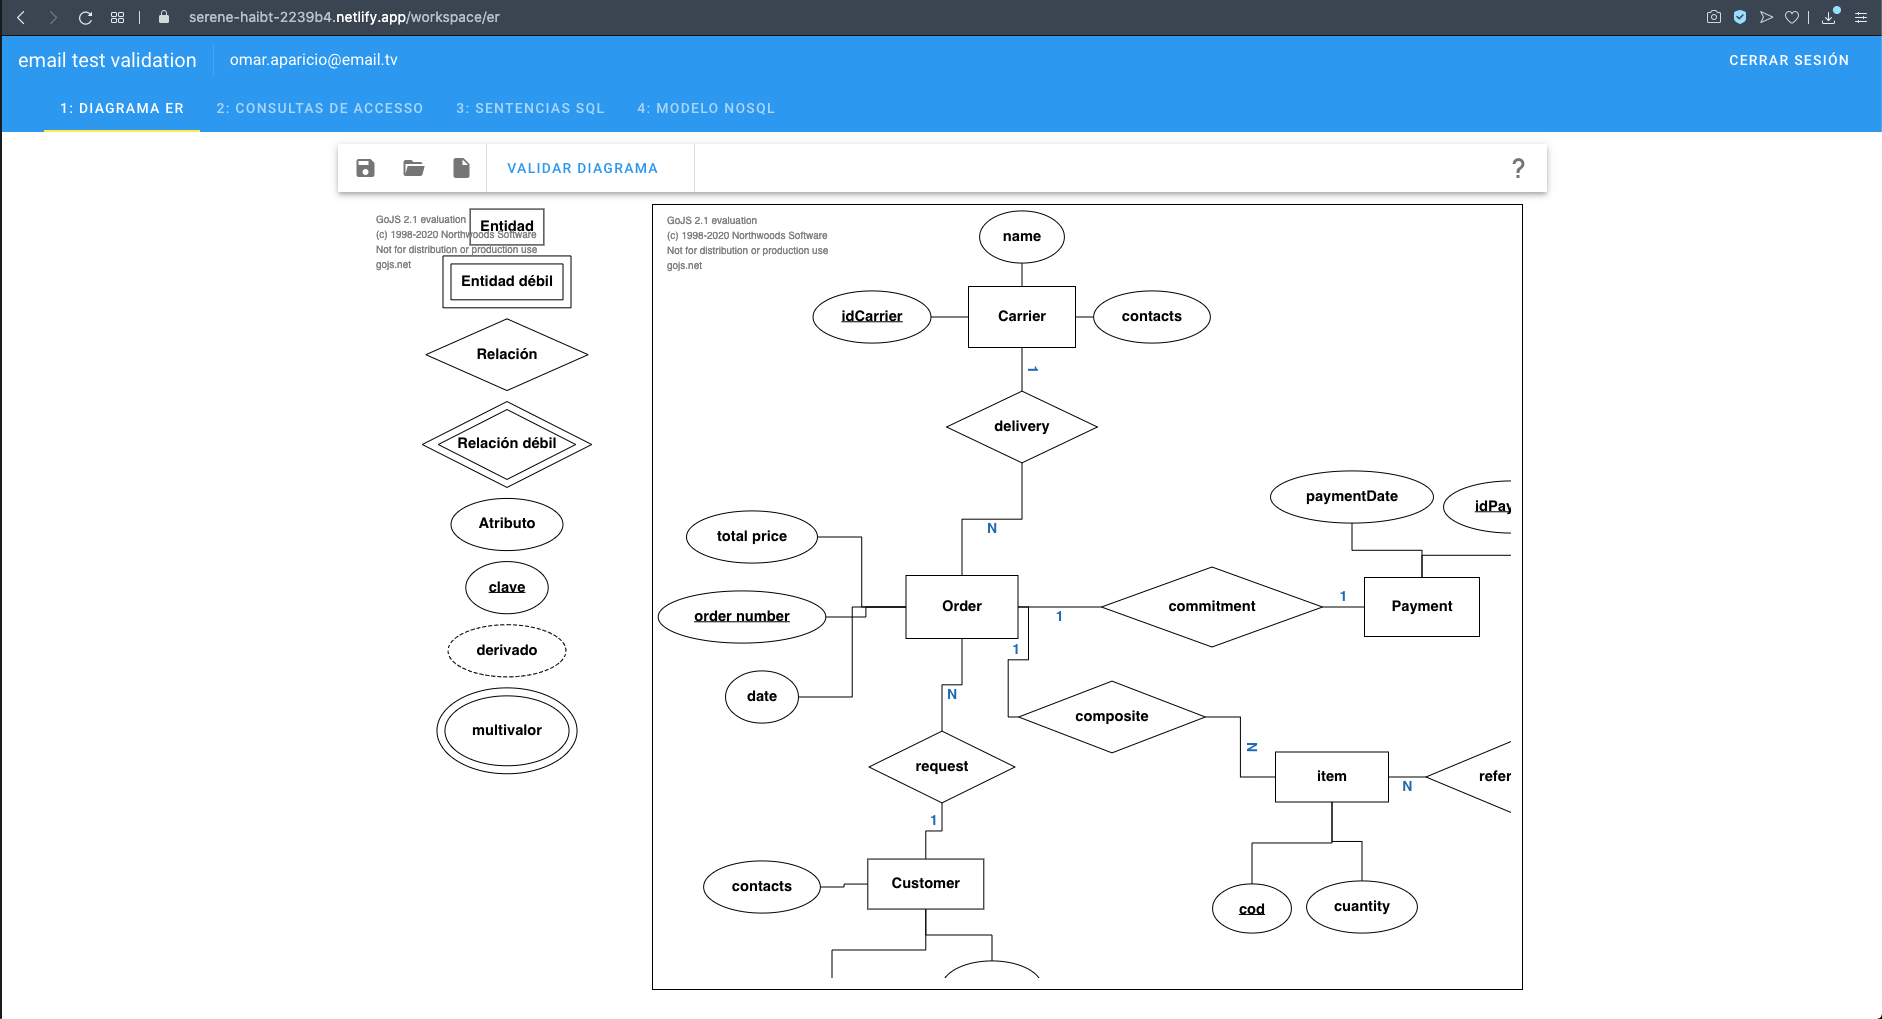 serene-haibt-2239b4.netlify.app/workspace/er
email test validation
omar.aparicio@email.tv
CERRAR SESIÓN
1: DIAGRAMA ER
2: CONSULTAS DE ACCESSO
3: SENTENCIAS SQL
4: MODELO NOSQL
VALIDAR DIAGRAMA
?
GoJS 2.1 evaluation
(c) 1998-2020 Northwoods Software
Not for distribution or production use
gojs.net
Entidad
Entidad débil
Relación
Relación débil
Atributo
clave
derivado
multivalor
GoJS 2.1 evaluation
(c) 1998-2020 Northwoods Software
Not for distribution or production use
gojs.net
name
idCarrier
Carrier
contacts
1
delivery
N
paymentDate
idPay
total price
order number
date
Order
1
commitment
1
Payment
1
N
composite
N
request
item
N
refer
1
contacts
Customer
cod
cuantity